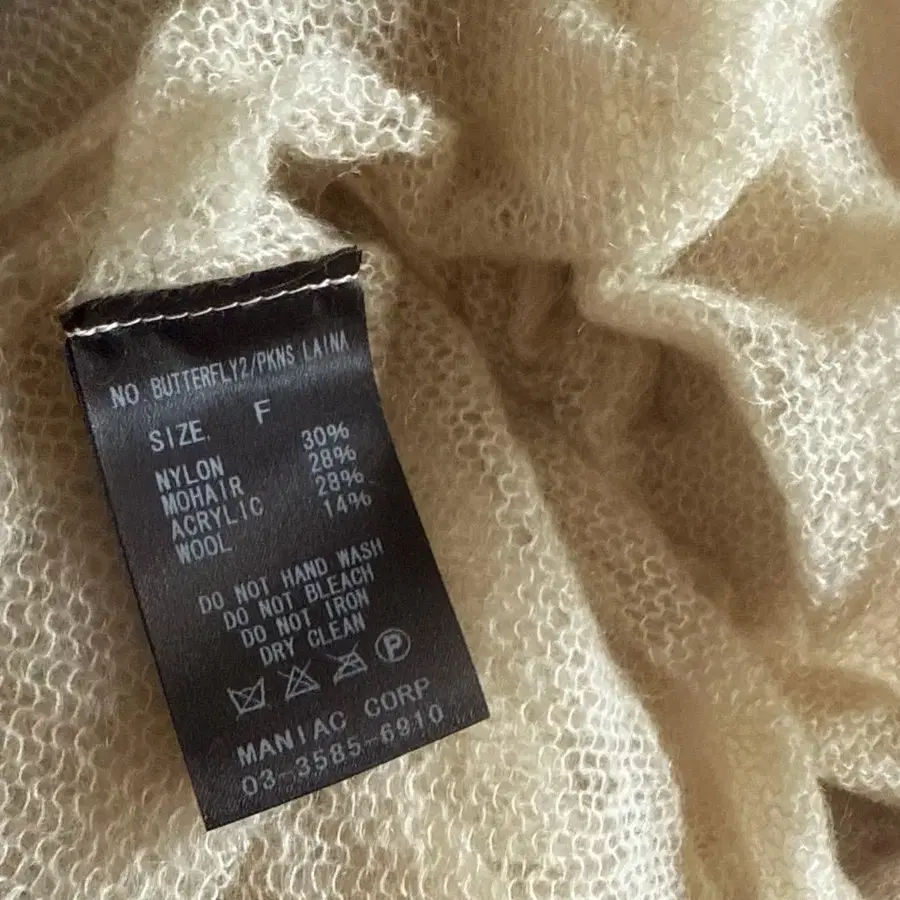 NO. BUTTERFLY2/PKNS LAINA
SIZE. F
NYLON 30%
MOHAIR 28%
ACRYLIC 28%
WOOL 14%
DO NOT HAND WASH
DO NOT BLEACH
DO NOT IRON
DRY CLEAN
P
MANIAC CORP
03-3585-6910